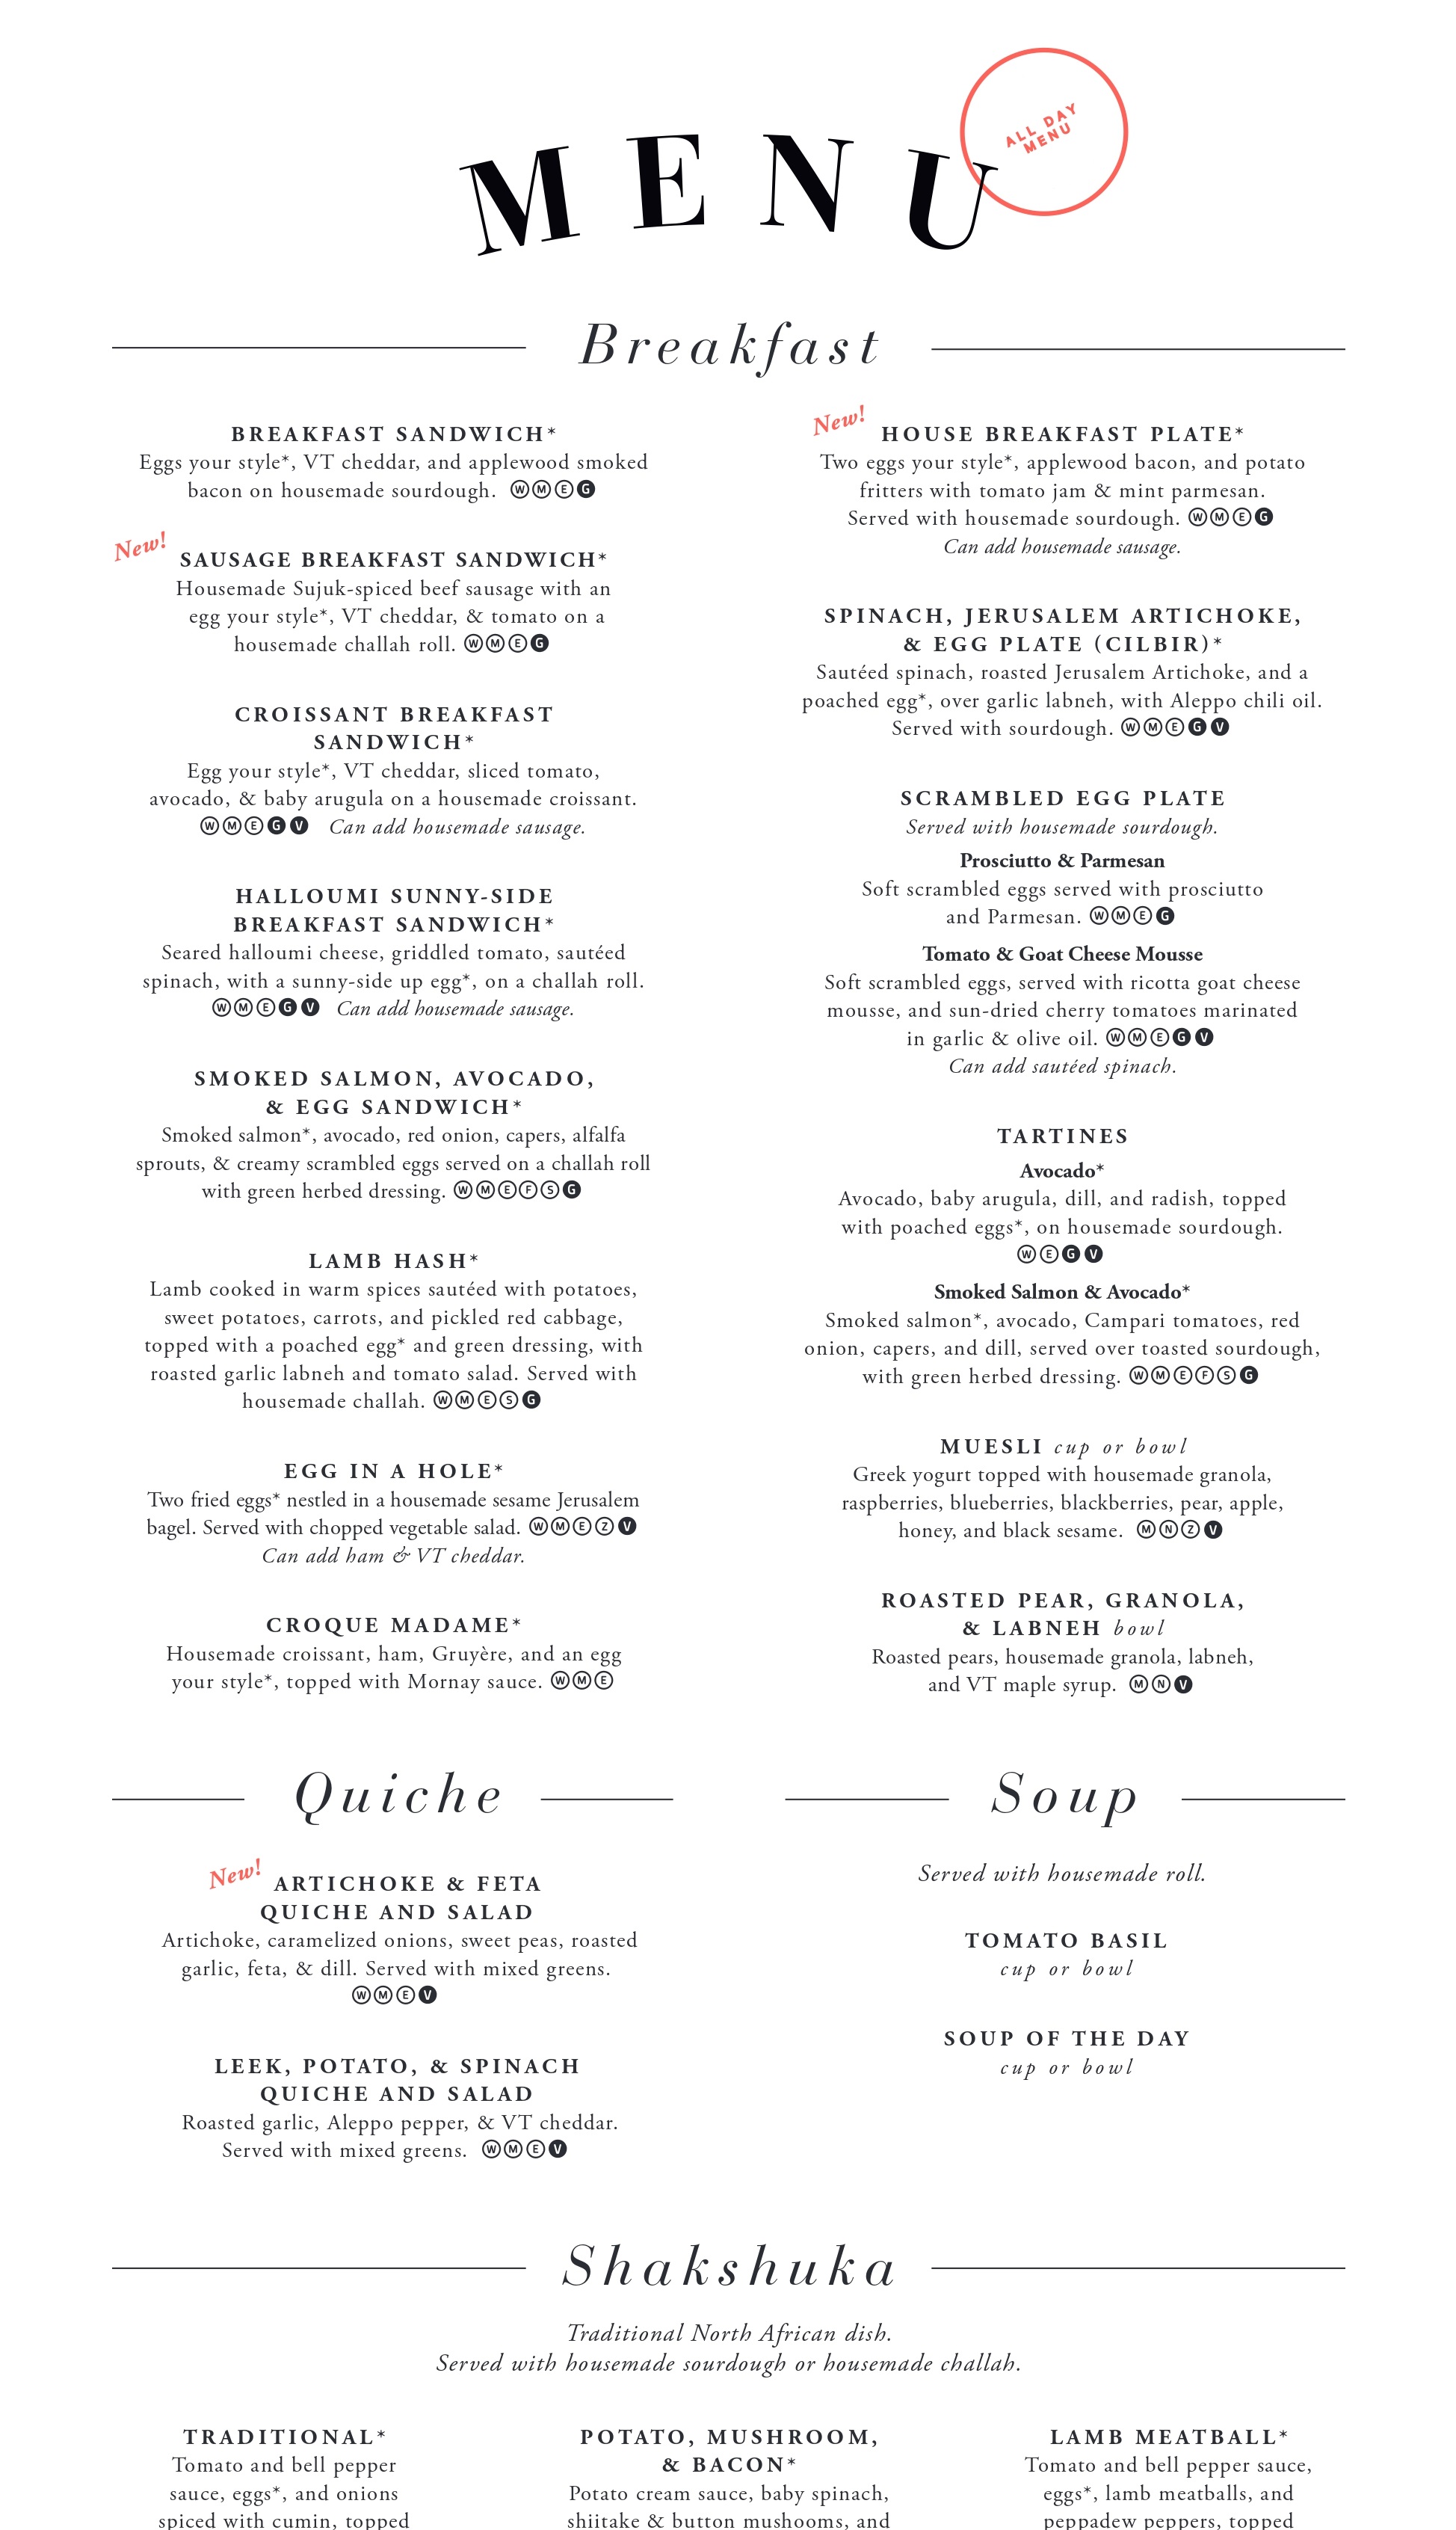 MENU
ALL DAY
MENU
Breakfast
BREAKFAST SANDWICH*
Eggs your style*, VT cheddar, and applewood smoked
bacon on housemade sourdough. W M E G
New!
SAUSAGE BREAKFAST SANDWICH*
Housemade Sujuk-spiced beef sausage with an
egg your style*, VT cheddar, & tomato on a
housemade challah roll. W M E G
CROISSANT BREAKFAST
SANDWICH*
Egg your style*, VT cheddar, sliced tomato,
avocado, & baby arugula on a housemade croissant.
W M E G V Can add housemade sausage.
HALLOUMI SUNNY-SIDE
BREAKFAST SANDWICH*
Seared halloumi cheese, griddled tomato, sautéed
spinach, with a sunny-side up egg*, on a challah roll.
W M E G V Can add housemade sausage.
SMOKED SALMON, AVOCADO,
& EGG SANDWICH*
Smoked salmon*, avocado, red onion, capers, alfalfa
sprouts, & creamy scrambled eggs served on a challah roll
with green herbed dressing. W M E F S G
LAMB HASH*
Lamb cooked in warm spices sautéed with potatoes,
sweet potatoes, carrots, and pickled red cabbage,
topped with a poached egg* and green dressing, with
roasted garlic labneh and tomato salad. Served with
housemade challah. W M E S G
EGG IN A HOLE*
Two fried eggs* nestled in a housemade sesame Jerusalem
bagel. Served with chopped vegetable salad. W M E Z V
Can add ham & VT cheddar.
CROQUE MADAME*
Housemade croissant, ham, Gruyère, and an egg
your style*, topped with Mornay sauce. W M E
New!
HOUSE BREAKFAST PLATE*
Two eggs your style*, applewood bacon, and potato
fritters with tomato jam & mint parmesan.
Served with housemade sourdough. W M E G
Can add housemade sausage.
SPINACH, JERUSALEM ARTICHOKE,
& EGG PLATE (CILBIR)*
Sautéed spinach, roasted Jerusalem Artichoke, and a
poached egg*, over garlic labneh, with Aleppo chili oil.
Served with sourdough. W M E G V
SCRAMBLED EGG PLATE
Served with housemade sourdough.
Prosciutto & Parmesan
Soft scrambled eggs served with prosciutto
and Parmesan. W M E G
Tomato & Goat Cheese Mousse
Soft scrambled eggs, served with ricotta goat cheese
mousse, and sun-dried cherry tomatoes marinated
in garlic & olive oil. W M E G V
Can add sautéed spinach.
TARTINES
Avocado*
Avocado, baby arugula, dill, and radish, topped
with poached eggs*, on housemade sourdough.
W E G V
Smoked Salmon & Avocado*
Smoked salmon*, avocado, Campari tomatoes, red
onion, capers, and dill, served over toasted sourdough,
with green herbed dressing. W M E F S G
MUESLI cup or bowl
Greek yogurt topped with housemade granola,
raspberries, blueberries, blackberries, pear, apple,
honey, and black sesame. M N Z V
ROASTED PEAR, GRANOLA,
& LABNEH bowl
Roasted pears, housemade granola, labneh,
and VT maple syrup. M N V
Quiche
New!
ARTICHOKE & FETA
QUICHE AND SALAD
Artichoke, caramelized onions, sweet peas, roasted
garlic, feta, & dill. Served with mixed greens.
W M E V
LEEK, POTATO, & SPINACH
QUICHE AND SALAD
Roasted garlic, Aleppo pepper, & VT cheddar.
Served with mixed greens. W M E V
Soup
Served with housemade roll.
TOMATO BASIL
cup or bowl
SOUP OF THE DAY
cup or bowl
Shakshuka
Traditional North African dish.
Served with housemade sourdough or housemade challah.
TRADITIONAL*
Tomato and bell pepper
sauce, eggs*, and onions
spiced with cumin, topped
POTATO, MUSHROOM,
& BACON*
Potato cream sauce, baby spinach,
shiitake & button mushooms, and
LAMB MEATBALL*
Tomato and bell pepper sauce,
eggs*, lamb meatballs, and
peppadew peppers, topped